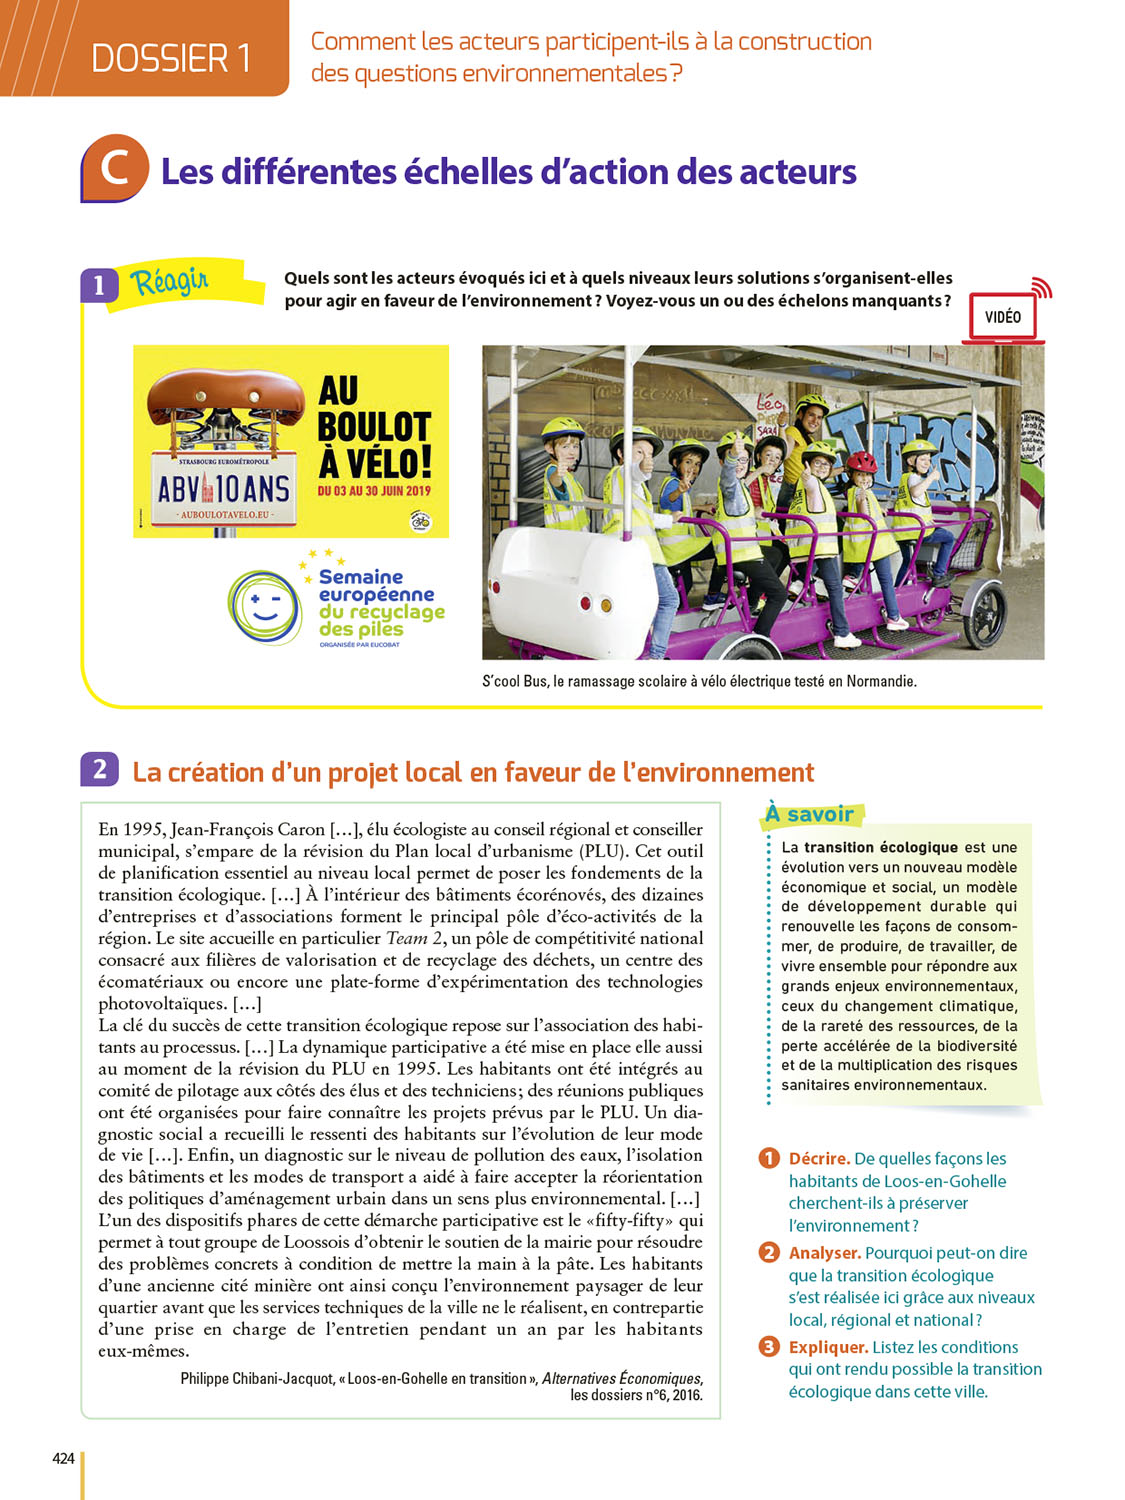 DOSSIER 1
Comment les acteurs participent-ils à la construction
des questions environnementales ?
C
Les différentes échelles d’action des acteurs
1
Réagir
Quels sont les acteurs évoqués ici et à quels niveaux leurs solutions s’organisent-elles
pour agir en faveur de l’environnement ? Voyez-vous un ou des échelons manquants ?
VIDÉO
AU
BOULOT
À VÉLO !
DU 03 AU 30 JUIN 2019
STRASBOURG EUROMÉTROPOLE
ABV 10 ANS
- AUBOULOTAVELO.EU -
Semaine
européenne
du recyclage
des piles
ORGANISÉE PAR EUCOBAT
Léo
SARA
JULES
S’cool Bus, le ramassage scolaire à vélo électrique testé en Normandie.
2
La création d’un projet local en faveur de l’environnement
En 1995, Jean-François Caron […], élu écologiste au conseil régional et conseiller
municipal, s’empare de la révision du Plan local d’urbanisme (PLU). Cet outil
de planification essentiel au niveau local permet de poser les fondements de la
transition écologique. […] À l’intérieur des bâtiments écorénovés, des dizaines
d’entreprises et d’associations forment le principal pôle d’éco-activités de la
région. Le site accueille en particulier Team 2, un pôle de compétitivité national
consacré aux filières de valorisation et de recyclage des déchets, un centre des
écomatériaux ou encore une plate-forme d’expérimentation des technologies
photovoltaïques. […]
La clé du succès de cette transition écologique repose sur l’association des habi-
tants au processus. […] La dynamique participative a été mise en place elle aussi
au moment de la révision du PLU en 1995. Les habitants ont été intégrés au
comité de pilotage aux côtés des élus et des techniciens ; des réunions publiques
ont été organisées pour faire connaître les projets prévus par le PLU. Un dia-
gnostic social a recueilli le ressenti des habitants sur l’évolution de leur mode
de vie […]. Enfin, un diagnostic sur le niveau de pollution des eaux, l’isolation
des bâtiments et les modes de transport a aidé à faire accepter la réorientation
des politiques d’aménagement urbain dans un sens plus environnemental. […]
L’un des dispositifs phares de cette démarche participative est le « fifty-fifty » qui
permet à tout groupe de Loossois d’obtenir le soutien de la mairie pour résoudre
des problèmes concrets à condition de mettre la main à la pâte. Les habitants
d’une ancienne cité minière ont ainsi conçu l’environnement paysager de leur
quartier avant que les services techniques de la ville ne le réalisent, en contrepartie
d’une prise en charge de l’entretien pendant un an par les habitants
eux-mêmes.
Philippe Chibani-Jacquot, « Loos-en-Gohelle en transition », Alternatives Économiques,
les dossiers n°6, 2016.
À savoir
La transition écologique est une
évolution vers un nouveau modèle
économique et social, un modèle
de développement durable qui
renouvelle les façons de consom-
mer, de produire, de travailler, de
vivre ensemble pour répondre aux
grands enjeux environnementaux,
ceux du changement climatique,
de la rareté des ressources, de la
perte accélérée de la biodiversité
et de la multiplication des risques
sanitaires environnementaux.
1 Décrire. De quelles façons les
habitants de Loos-en-Gohelle
cherchent-ils à préserver
l’environnement ?
2 Analyser. Pourquoi peut-on dire
que la transition écologique
s’est réalisée ici grâce aux niveaux
local, régional et national ?
3 Expliquer. Listez les conditions
qui ont rendu possible la transition
écologique dans cette ville.
424